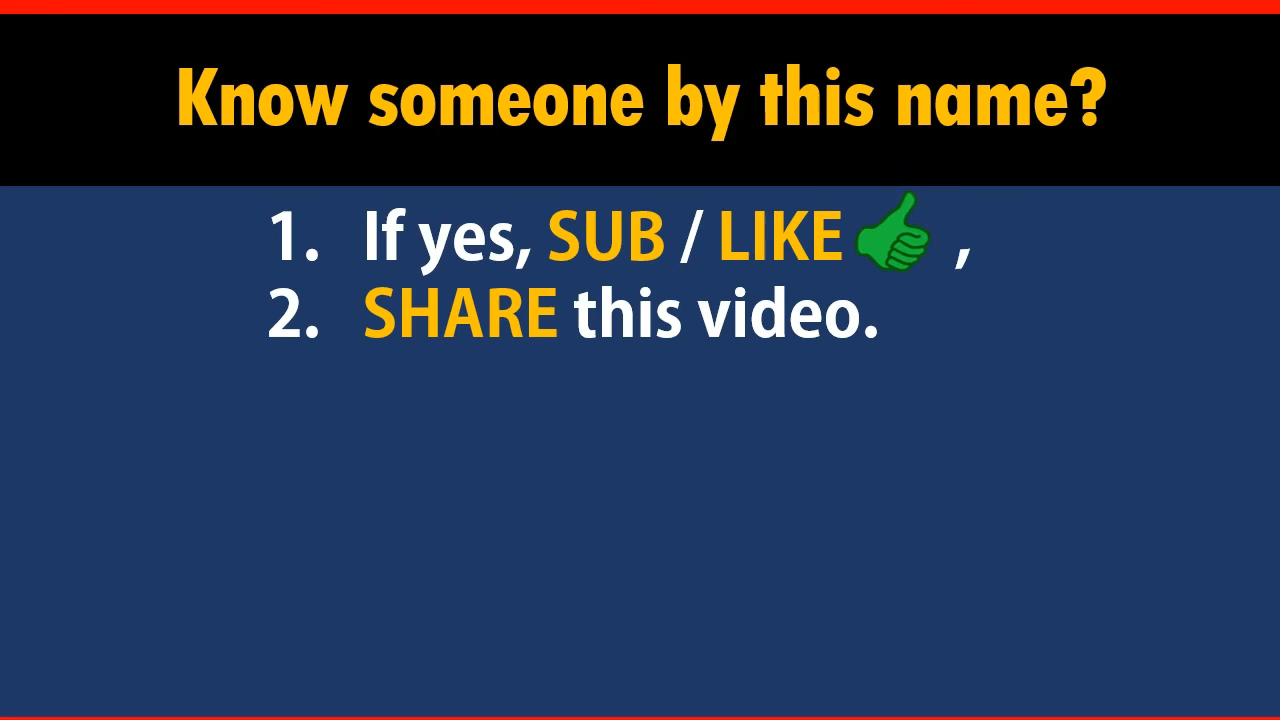 Know someone by this name?
1. If yes, SUB / LIKE ,
2. SHARE this video.